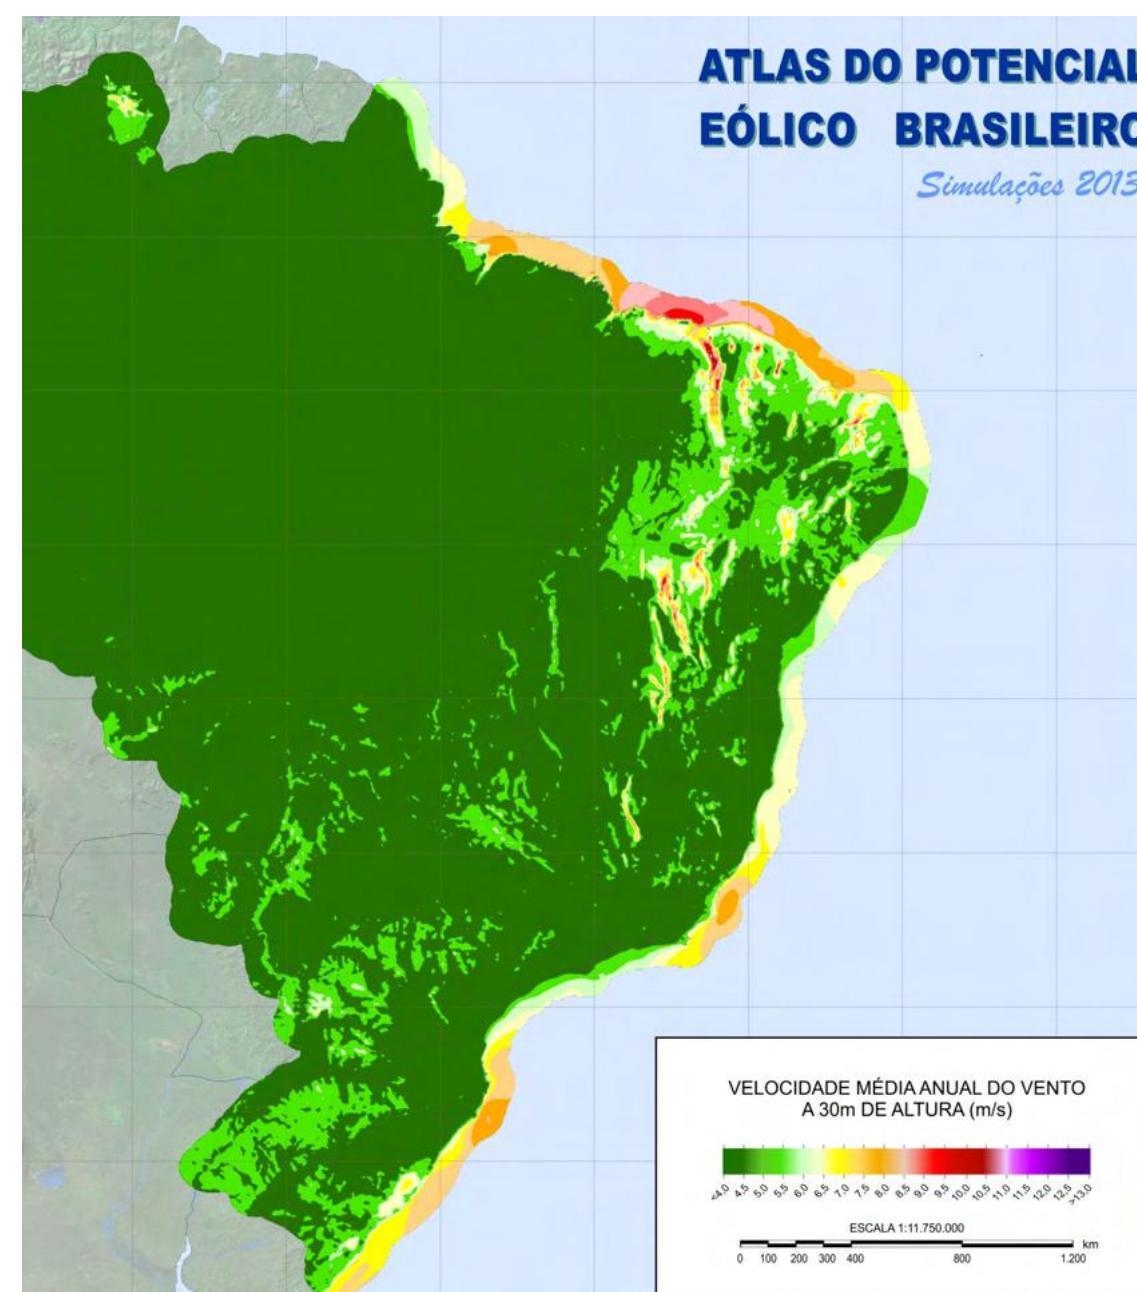 ATLAS DO POTENCIAL
EÓLICO BRASILEIRO
Simulações 2013
VELOCIDADE MÉDIA ANUAL DO VENTO
A 30m DE ALTURA (m/s)
<4,0 4,5 5,0 5,5 6,0 6,5 7,0 7,5 8,0 8,5 9,0 9,5 10,0 10,5 11,0 11,5 12,0 12,5 >13,0
ESCALA 1:11.750.000
km
0 100 200 300 400 800 1.200